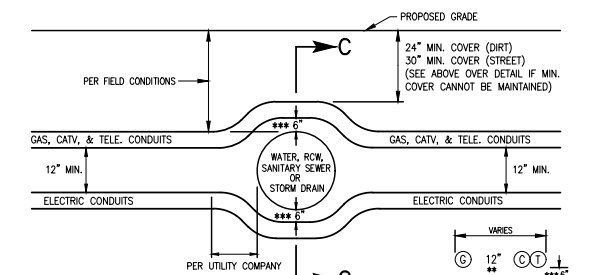 PROPOSED GRADE
C
24" MIN. COVER (DIRT)
30" MIN. COVER (STREET)
(SEE ABOVE OVER DETAIL IF MIN.
COVER CANNOT BE MAINTAINED)
PER FIELD CONDITIONS
*** 6"
GAS, CATV, & TELE. CONDUITS
GAS, CATV, & TELE. CONDUITS
12" MIN.
WATER, RCW,
SANITARY SEWER
OR
STORM DRAIN
12" MIN.
ELECTRIC CONDUITS
ELECTRIC CONDUITS
*** 6"
VARIES
PER UTILITY COMPANY
G 12" C T
**
***6"